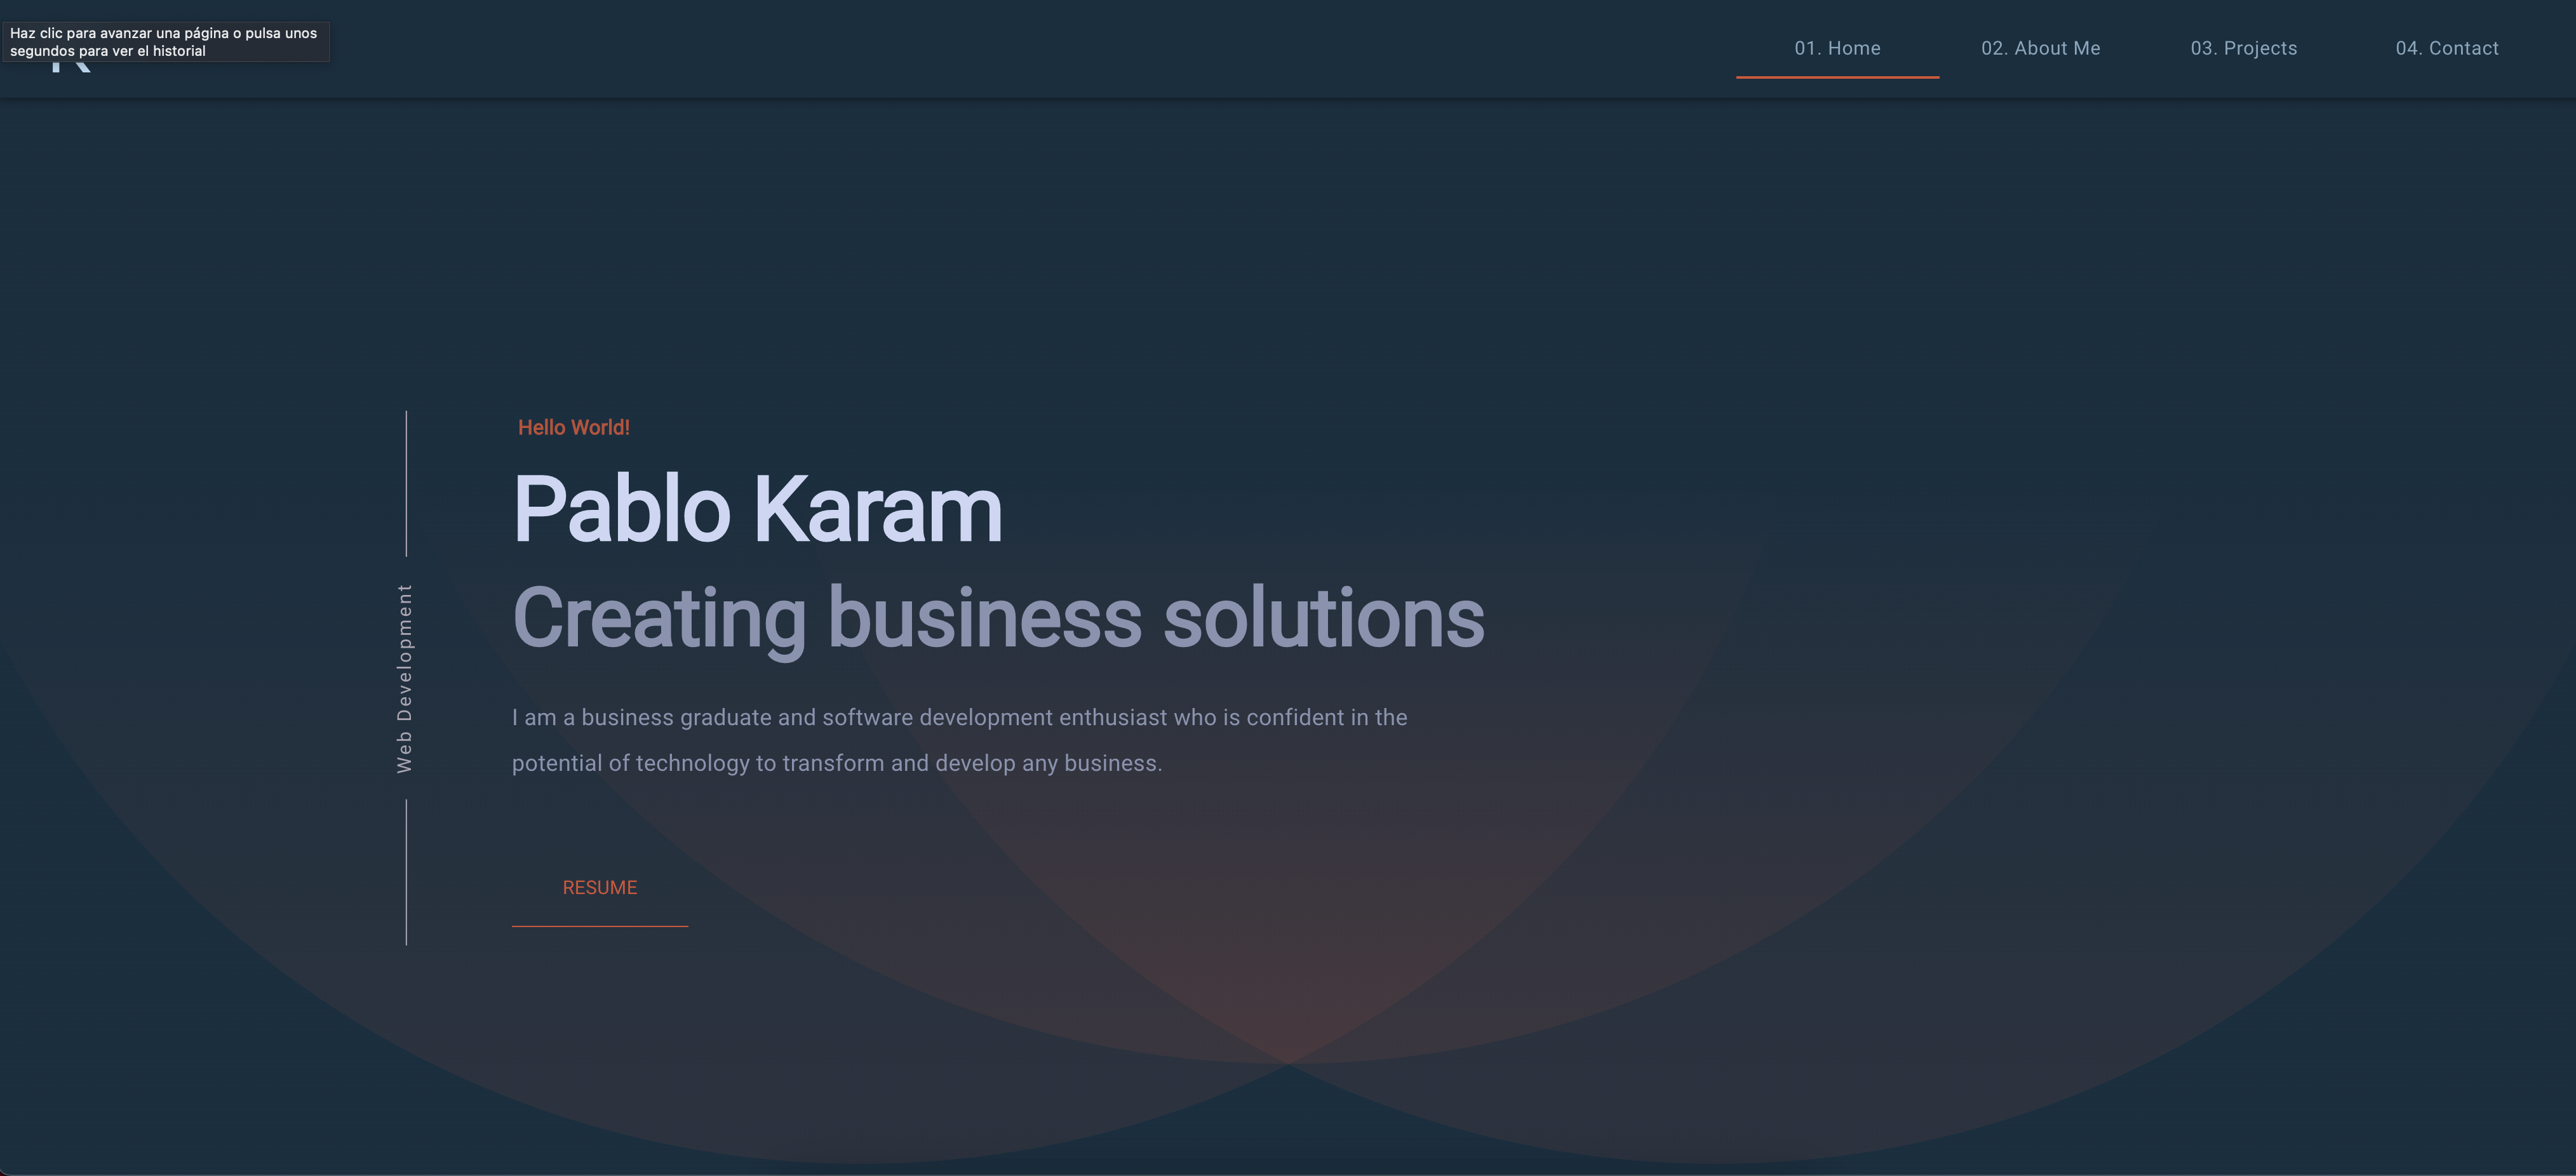 Haz clic para avanzar una página o pulsa unos
segundos para ver el historial
01. Home
02. About Me
03. Projects
04. Contact
Hello World!
Pablo Karam
Creating business solutions
Web Development
I am a business graduate and software development enthusiast who is confident in the
potential of technology to transform and develop any business.
RESUME